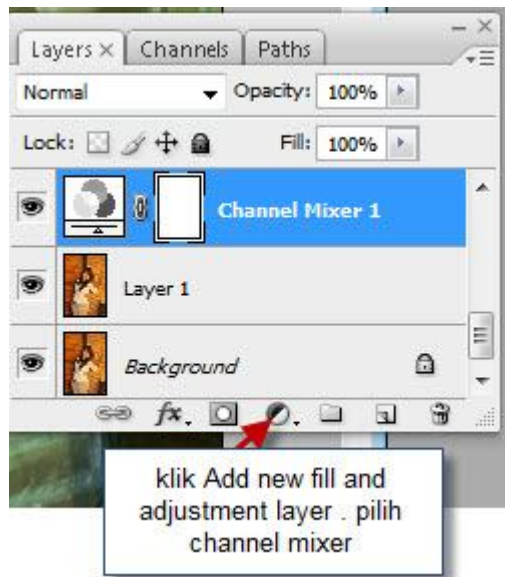 Layers × Channels Paths
Normal Opacity: 100%
Lock: Fill: 100%
Channel Mixer 1
Layer 1
Background
fx.
klik Add new fill and
adjustment layer . pilih
channel mixer